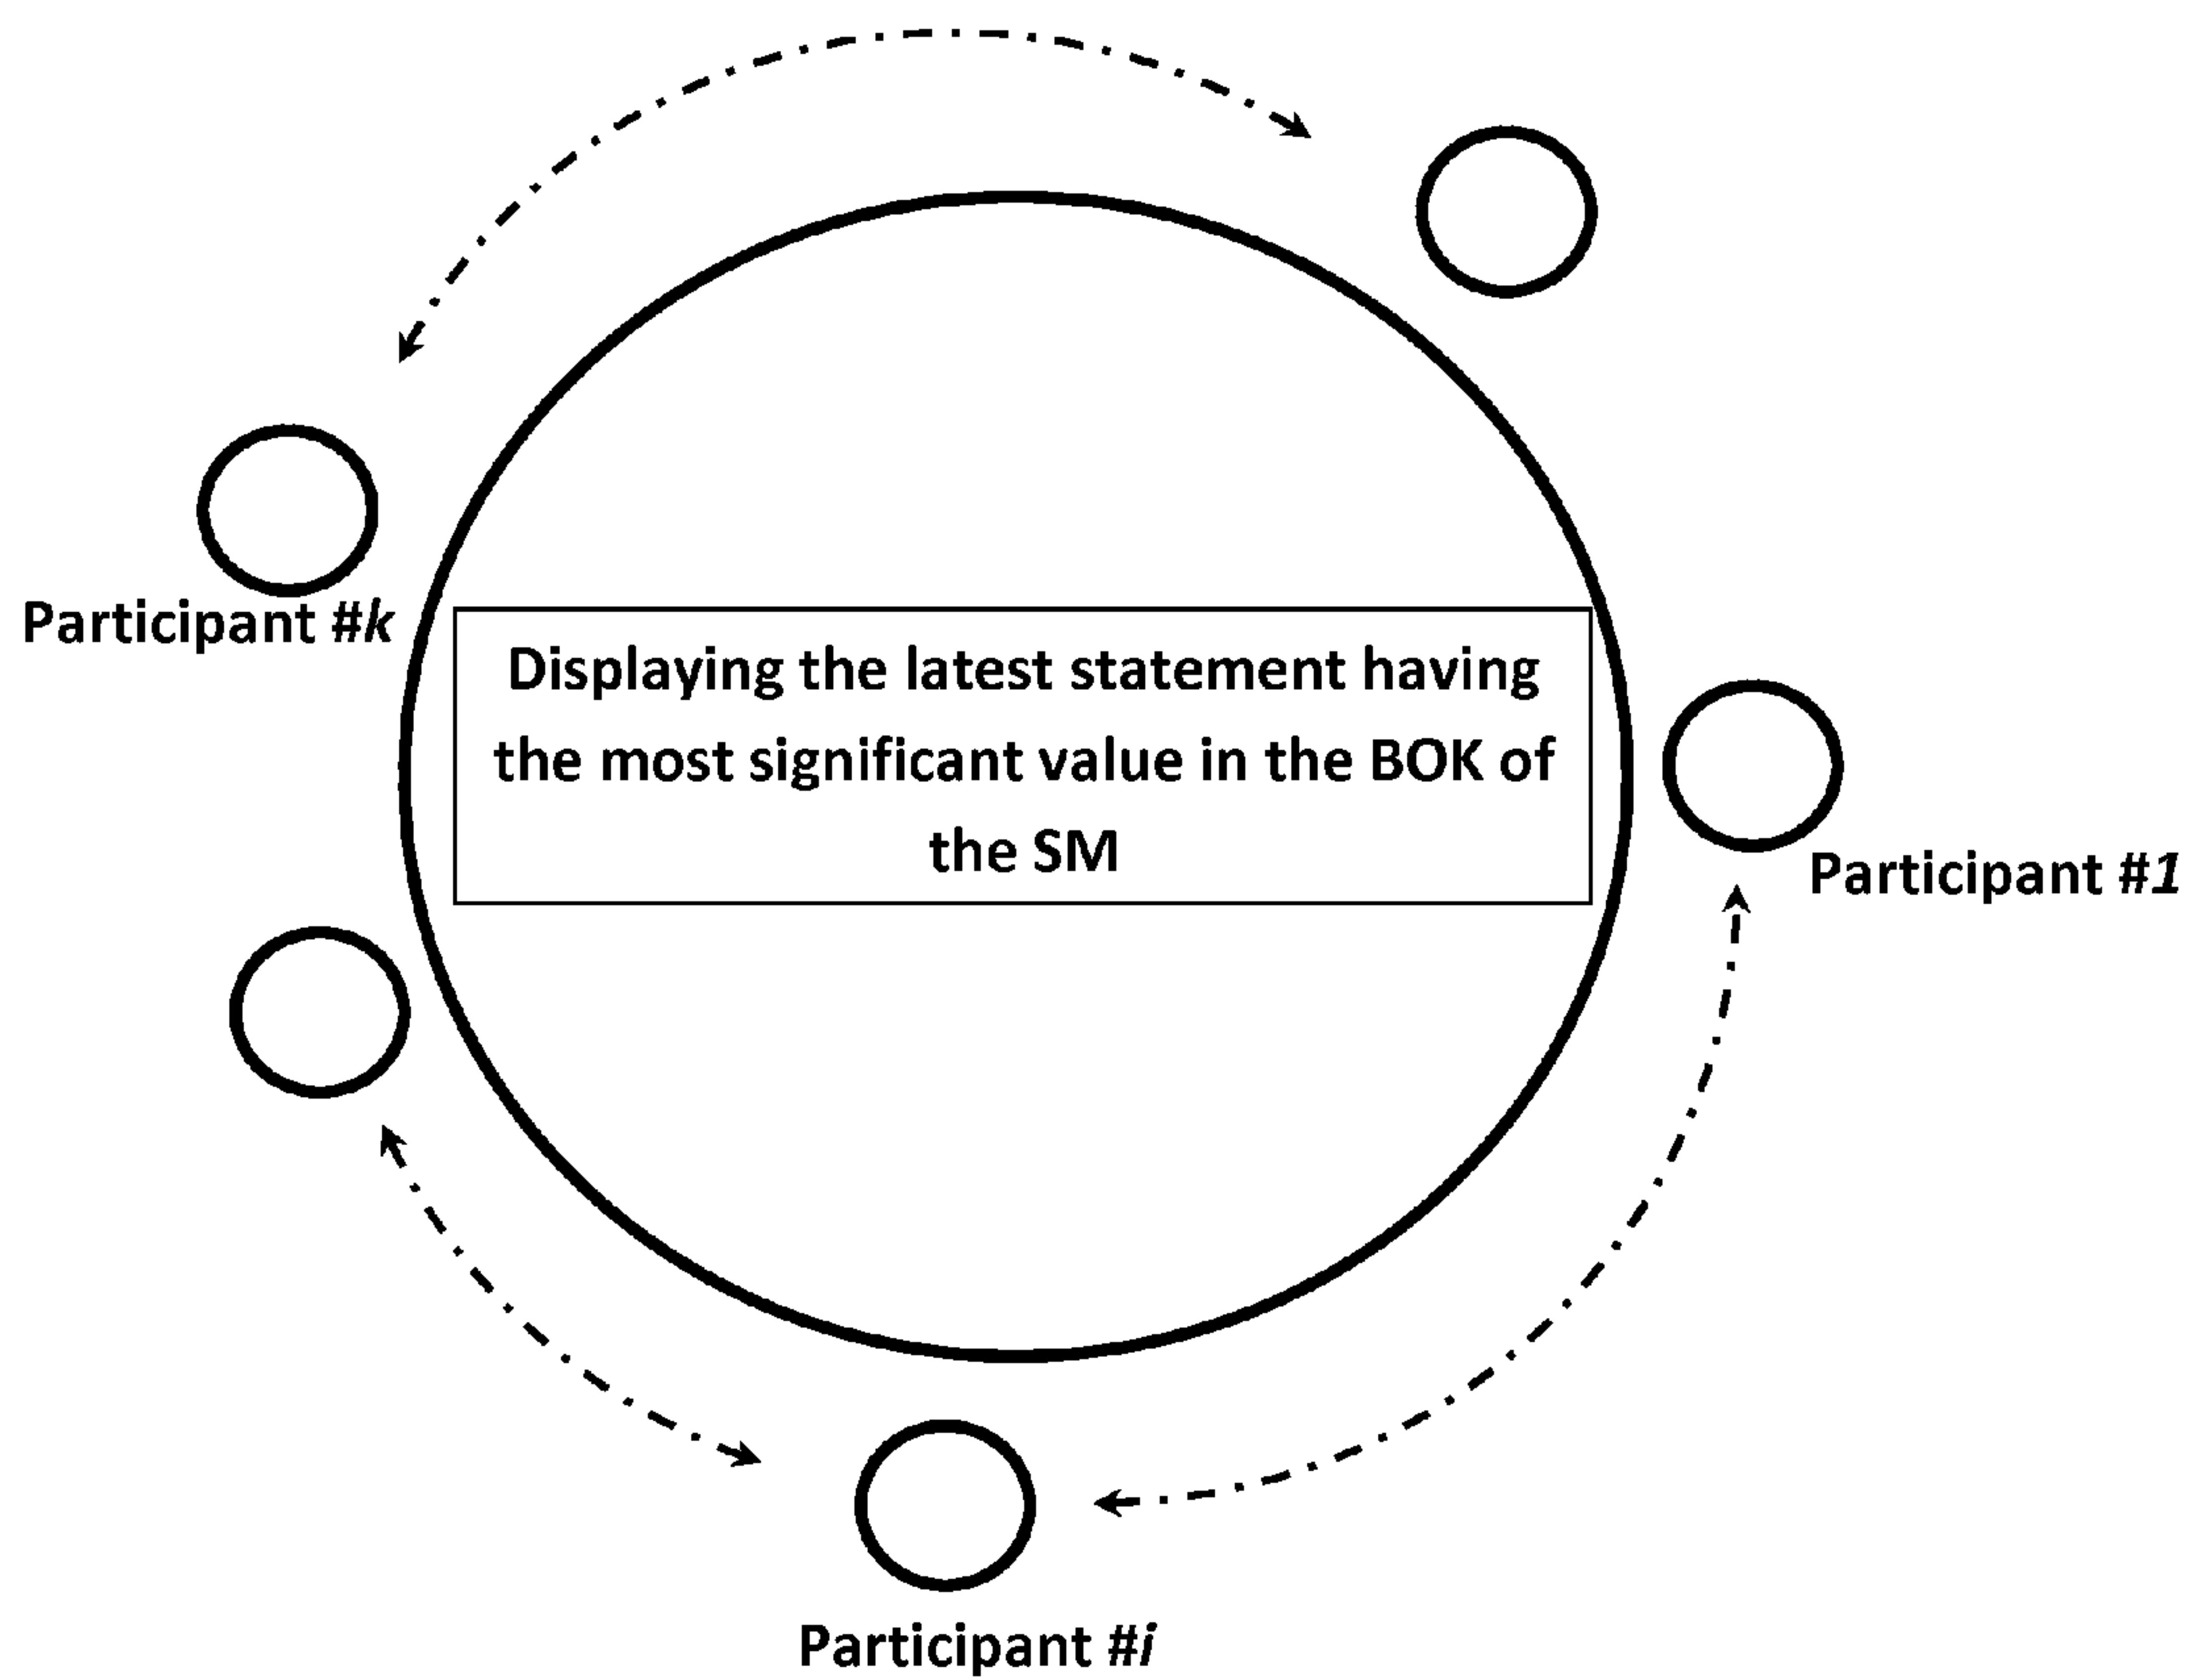 Participant #k
Displaying the latest statement having
the most significant value in the BOK of
the SM
Participant #1
Participant #i